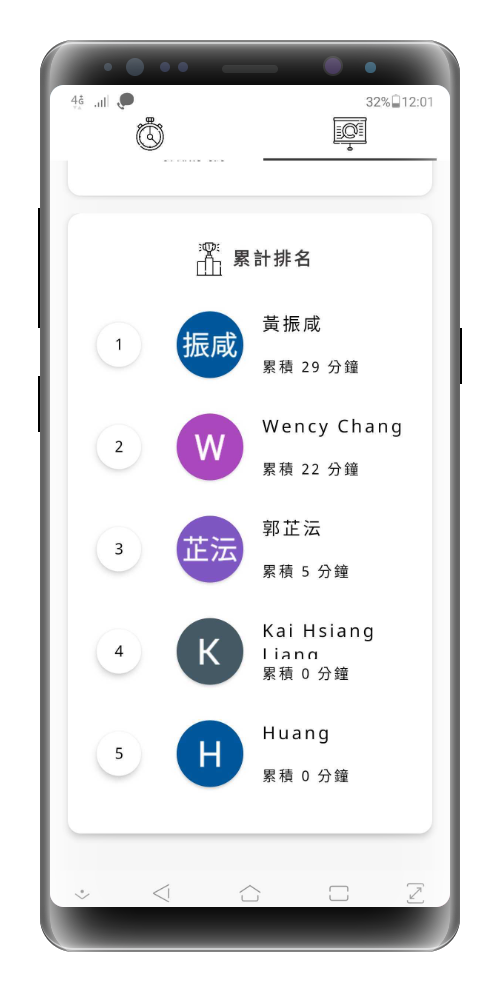 4G
32% 12:01
累計排名
1
振咸
黃振咸
累積 29 分鐘
2
W
Wency Chang
累積 22 分鐘
3
芷沄
郭芷沄
累積 5 分鐘
4
K
Kai Hsiang
Liang
累積 0 分鐘
5
H
Huang
累積 0 分鐘